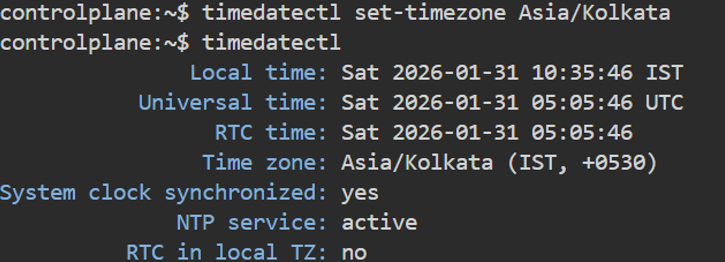 controlplane:~$ timedatectl set-timezone Asia/Kolkata
controlplane:~$ timedatectl
Local time: Sat 2026-01-31 10:35:46 IST
Universal time: Sat 2026-01-31 05:05:46 UTC
RTC time: Sat 2026-01-31 05:05:46
Time zone: Asia/Kolkata (IST, +0530)
System clock synchronized: yes
NTP service: active
RTC in local TZ: no